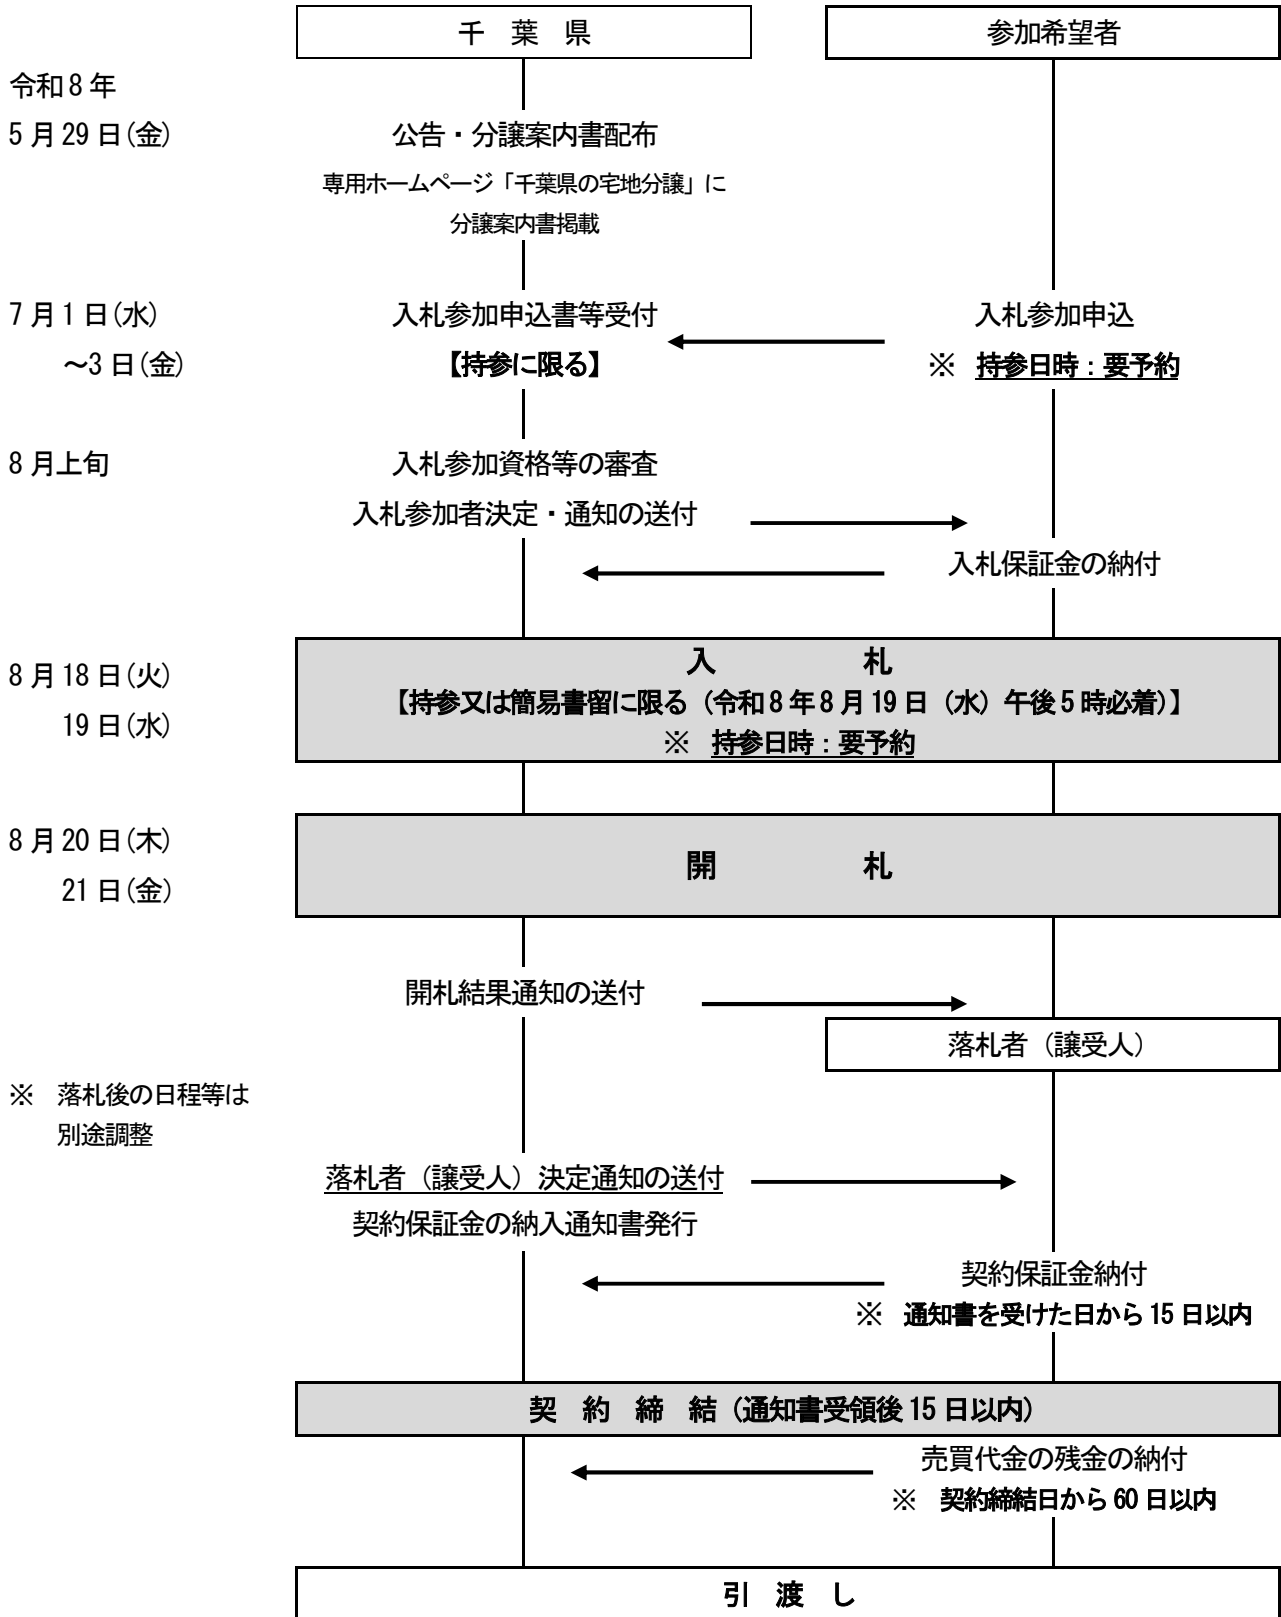 千　葉　県
参加希望者
令和８年
５月29日(金)
公告・分譲案内書配布
専用ホームページ「千葉県の宅地分譲」に
分譲案内書掲載
７月１日(水)
入札参加申込書等受付
入札参加申込
～３日(金)
【持参に限る】
※　持参日時：要予約
８月上旬
入札参加資格等の審査
入札参加者決定・通知の送付
入札保証金の納付
入　　　　　札
８月18日(火)
【持参又は簡易書留に限る（令和８年８月19日（水）午後５時必着)】
19日(水)
※　持参日時：要予約
８月20日(木)
開　　　　　札
21日(金)
開札結果通知の送付
落札者（譲受人）
※　落札後の日程等は
別途調整
落札者（譲受人）決定通知の送付
契約保証金の納入通知書発行
契約保証金納付
※　通知書を受けた日から15日以内
契　約　締　結（通知書受領後15日以内）
売買代金の残金の納付
※　契約締結日から60日以内
引　渡　し